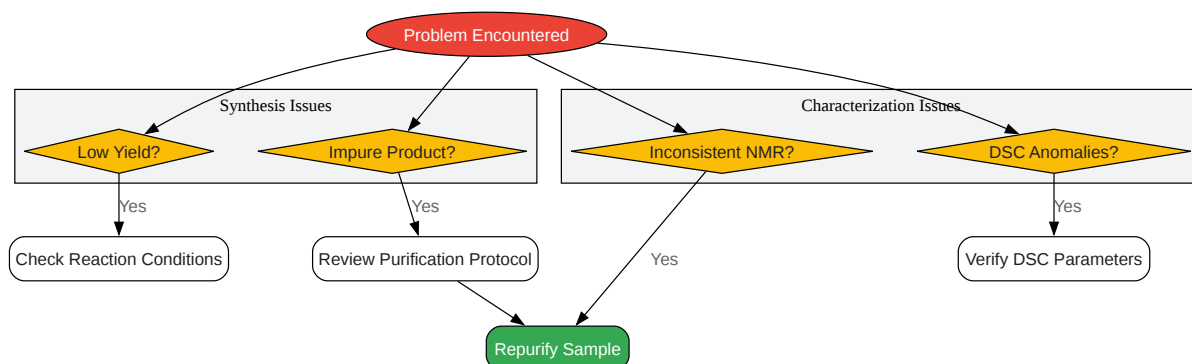 Problem Encountered
Synthesis Issues
Characterization Issues
Low Yield?
Impure Product?
Inconsistent NMR?
DSC Anomalies?
Yes
Yes
Yes
Check Reaction Conditions
Review Purification Protocol
Yes
Verify DSC Parameters
Repurify Sample